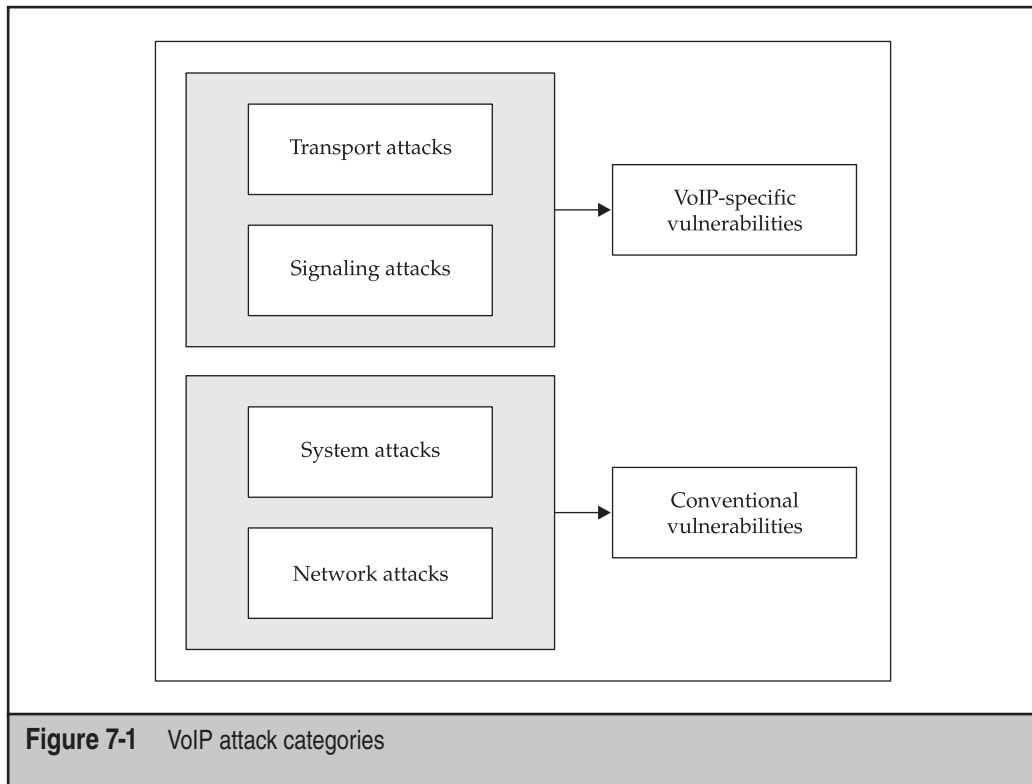 Transport attacks
Signaling attacks
VoIP-specific
vulnerabilities
System attacks
Network attacks
Conventional
vulnerabilities
Figure 7-1 VoIP attack categories